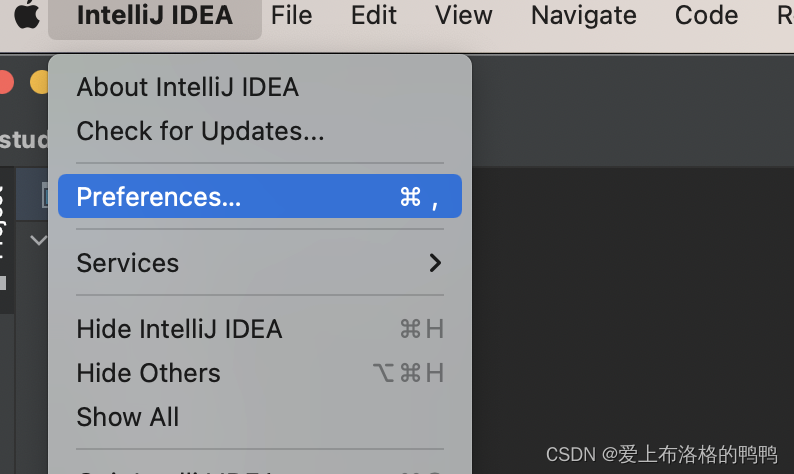 IntelliJ IDEA File Edit View Navigate Code
About IntelliJ IDEA
stud
Check for Updates...
Preferences... ⌘ ,
Project
Services
Hide IntelliJ IDEA ⌘H
Hide Others ⌥⌘H
Show All
CSDN @爱上布洛格的鸭鸭